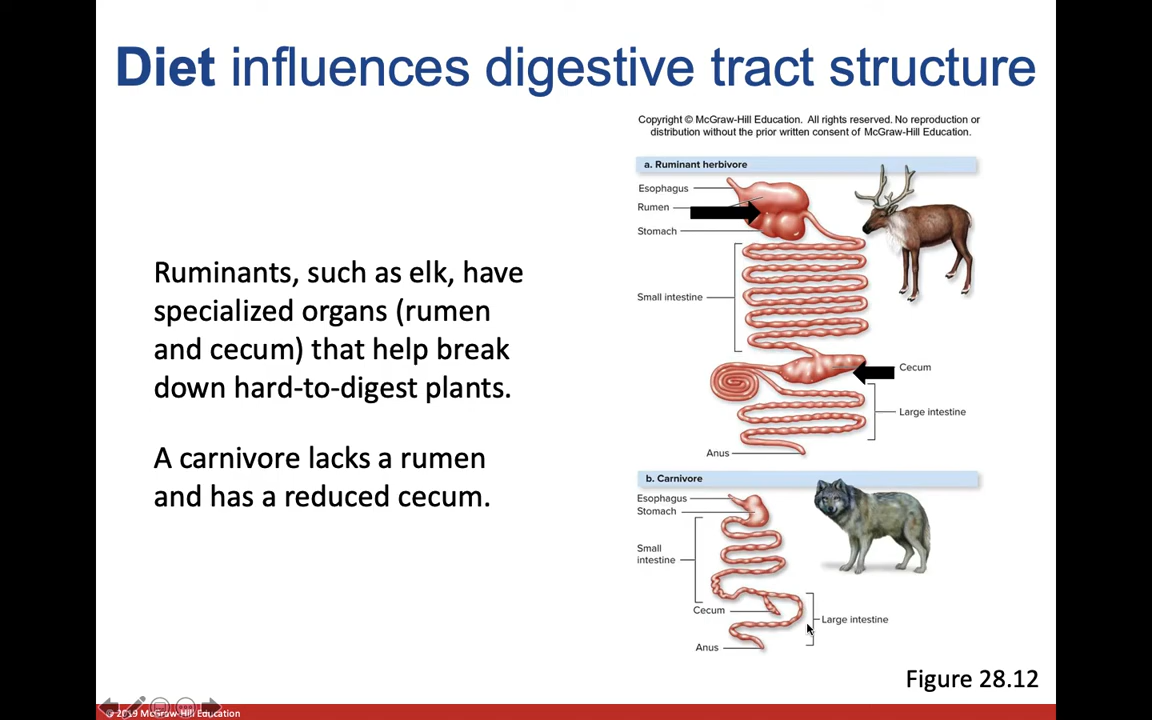 Diet influences digestive tract structure
Copyright © McGraw-Hill Education. All rights reserved. No reproduction or
distribution without the prior written consent of McGraw-Hill Education.
a. Ruminant herbivore
Esophagus
Rumen
Stomach
Small intestine
Cecum
Large intestine
Anus
Ruminants, such as elk, have
specialized organs (rumen
and cecum) that help break
down hard-to-digest plants.
A carnivore lacks a rumen
and has a reduced cecum.
b. Carnivore
Esophagus
Stomach
Small
intestine
Cecum
Large intestine
Anus
Figure 28.12
© 2019 McGraw-Hill Education